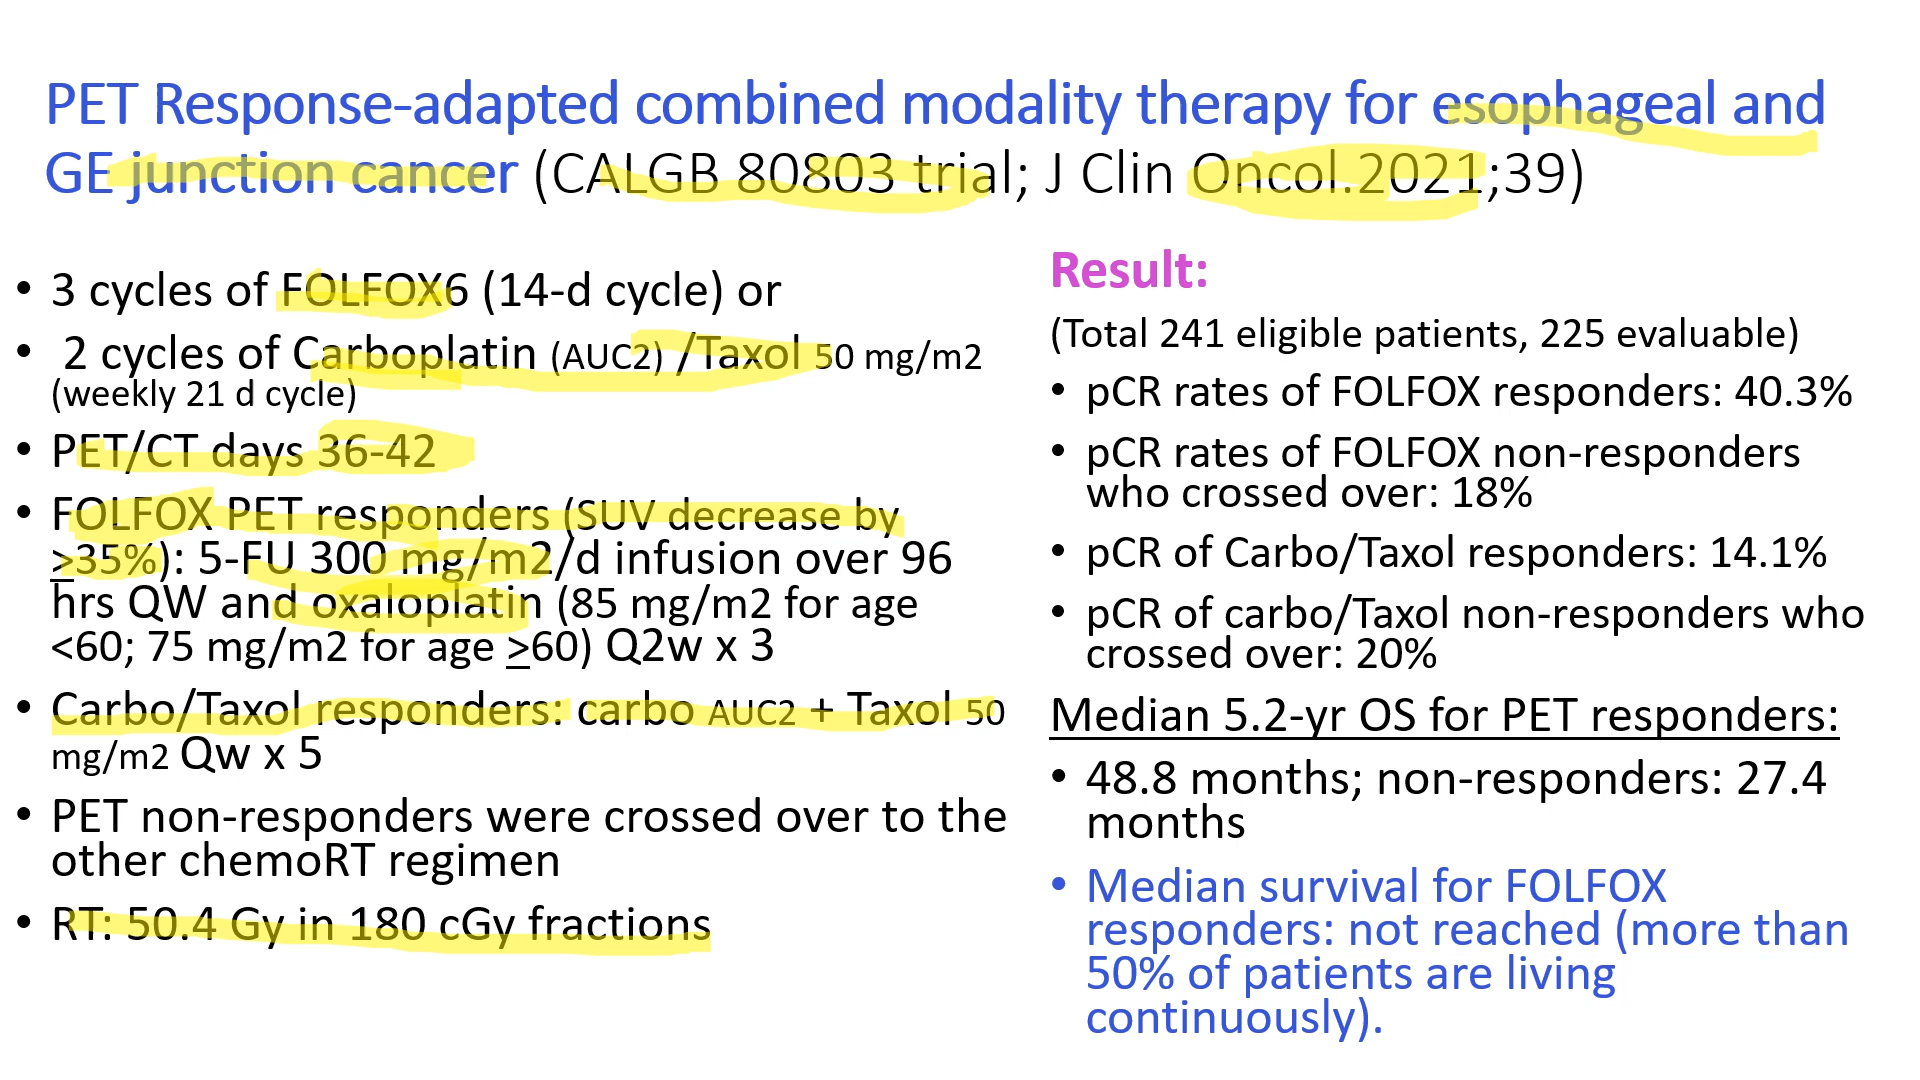 PET Response-adapted combined modality therapy for esophageal and
GE junction cancer (CALGB 80803 trial; J Clin Oncol.2021;39)
• 3 cycles of FOLFOX6 (14-d cycle) or
• 2 cycles of Carboplatin (AUC2) /Taxol 50 mg/m2
(weekly 21 d cycle)
• PET/CT days 36-42
• FOLFOX PET responders (SUV decrease by
>35%): 5-FU 300 mg/m2/d infusion over 96
hrs QW and oxaloplatin (85 mg/m2 for age
<60; 75 mg/m2 for age >60) Q2w x 3
• Carbo/Taxol responders: carbo AUC2 + Taxol 50
mg/m2 Qw x 5
• PET non-responders were crossed over to the
other chemoRT regimen
• RT: 50.4 Gy in 180 cGy fractions
Result:
(Total 241 eligible patients, 225 evaluable)
• pCR rates of FOLFOX responders: 40.3%
• pCR rates of FOLFOX non-responders
who crossed over: 18%
• pCR of Carbo/Taxol responders: 14.1%
• pCR of carbo/Taxol non-responders who
crossed over: 20%
Median 5.2-yr OS for PET responders:
• 48.8 months; non-responders: 27.4
months
• Median survival for FOLFOX
responders: not reached (more than
50% of patients are living
continuously).